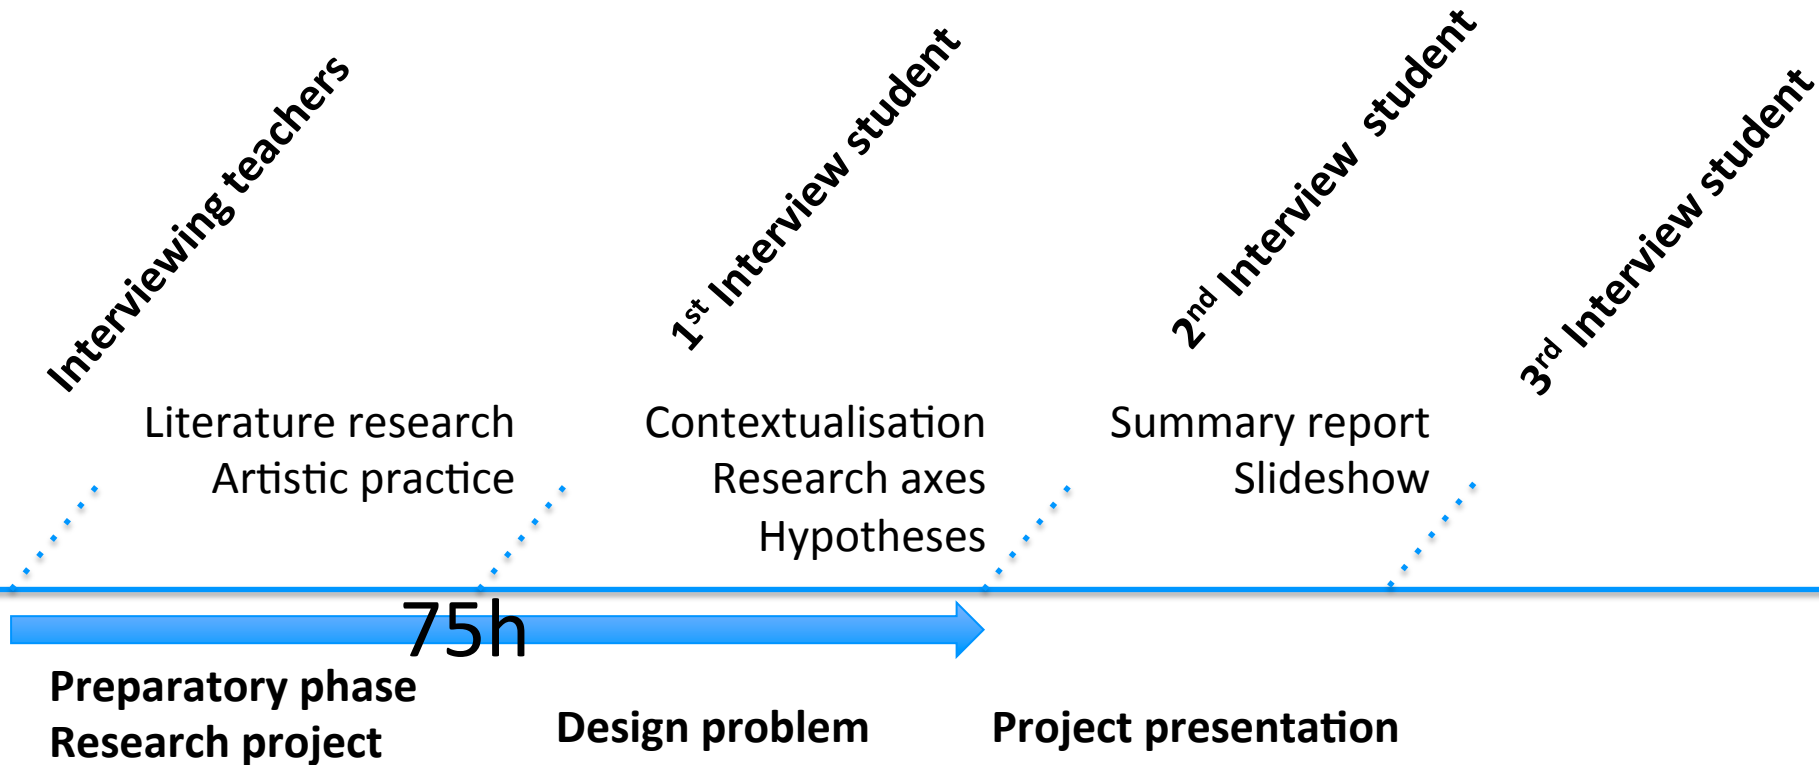 Interviewing teachers
1st Interview student
2nd Interview student
3rd Interview student
Literature research
Artistic practice
Contextualisation
Research axes
Hypotheses
Summary report
Slideshow
75h
Preparatory phase
Research project
Design problem
Project presentation